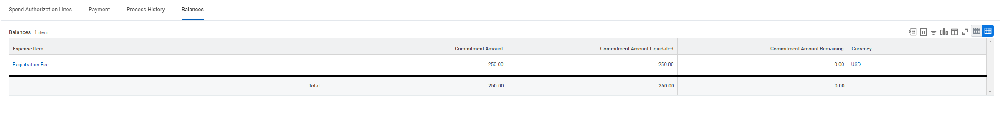 Spend Authorization Lines Payment Process History Balances
Balances 1 item
Expense Item Commitment Amount Commitment Amount Liquidated Commitment Amount Remaining Currency
Registration Fee 250.00 250.00 0.00 USD
Total: 250.00 250.00 0.00